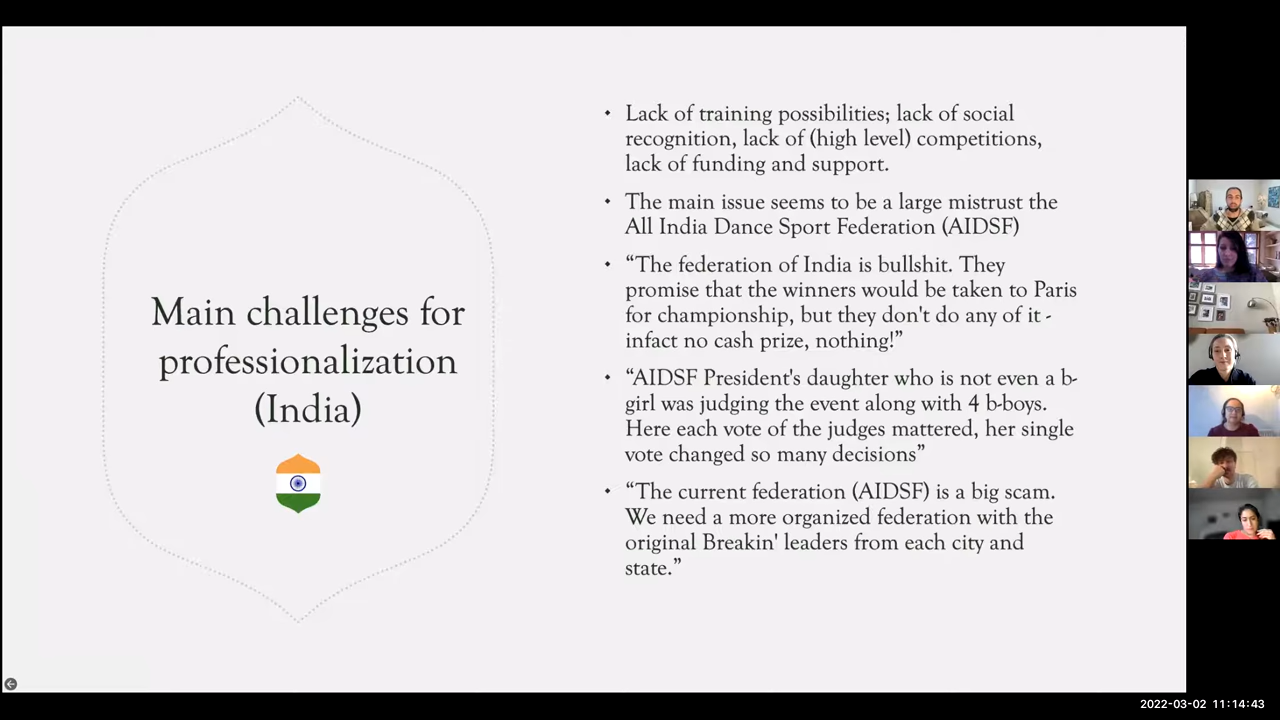 Main challenges for
professionalization
(India)
Lack of training possibilities; lack of social
recognition, lack of (high level) competitions,
lack of funding and support.
The main issue seems to be a large mistrust the
All India Dance Sport Federation (AIDSF)
“The federation of India is bullshit. They
promise that the winners would be taken to Paris
for championship, but they don't do any of it -
infact no cash prize, nothing!”
“AIDSF President's daughter who is not even a b-
girl was judging the event along with 4 b-boys.
Here each vote of the judges mattered, her single
vote changed so many decisions”
“The current federation (AIDSF) is a big scam.
We need a more organized federation with the
original Breakin' leaders from each city and
state.”
2022-03-02 11:14:43